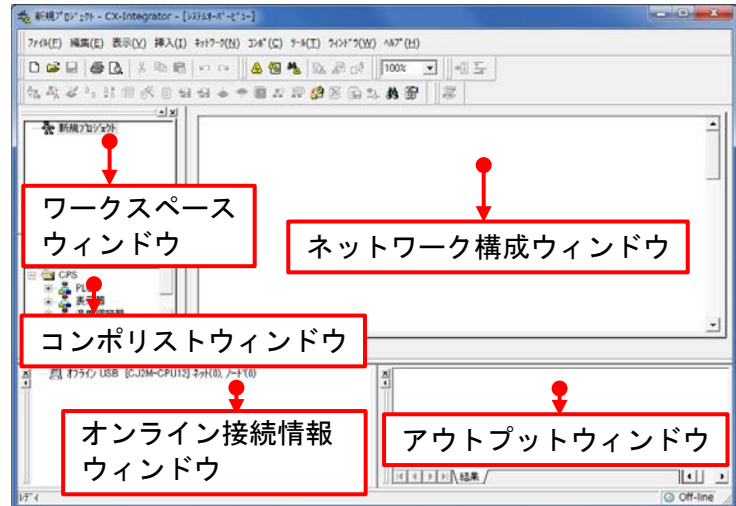 新規ﾌﾟﾛｼﾞｪｸﾄ - CX-Integrator - [ｼｽﾃﾑｵｰﾊﾞｰﾋﾞｭｰ]
ﾌｧｲﾙ(F) 編集(E) 表示(V) 挿入(I) ﾈｯﾄﾜｰｸ(N) ｺﾝﾎﾟ(C) ﾂｰﾙ(T) ｳｨﾝﾄﾞｳ(W) ﾍﾙﾌﾟ(H)
100%
新規ﾌﾟﾛｼﾞｪｸﾄ
ワークスペース
ウィンドウ
ネットワーク構成ウィンドウ
CPS
表示器
コンポリストウィンドウ
ｵﾌﾗｲﾝ USB [CJ2M-CPU12] ﾈｯﾄ(0), ﾉｰﾄﾞ(0)
オンライン接続情報
ウィンドウ
アウトプットウィンドウ
結果
ﾚﾃﾞｨ
Off-line